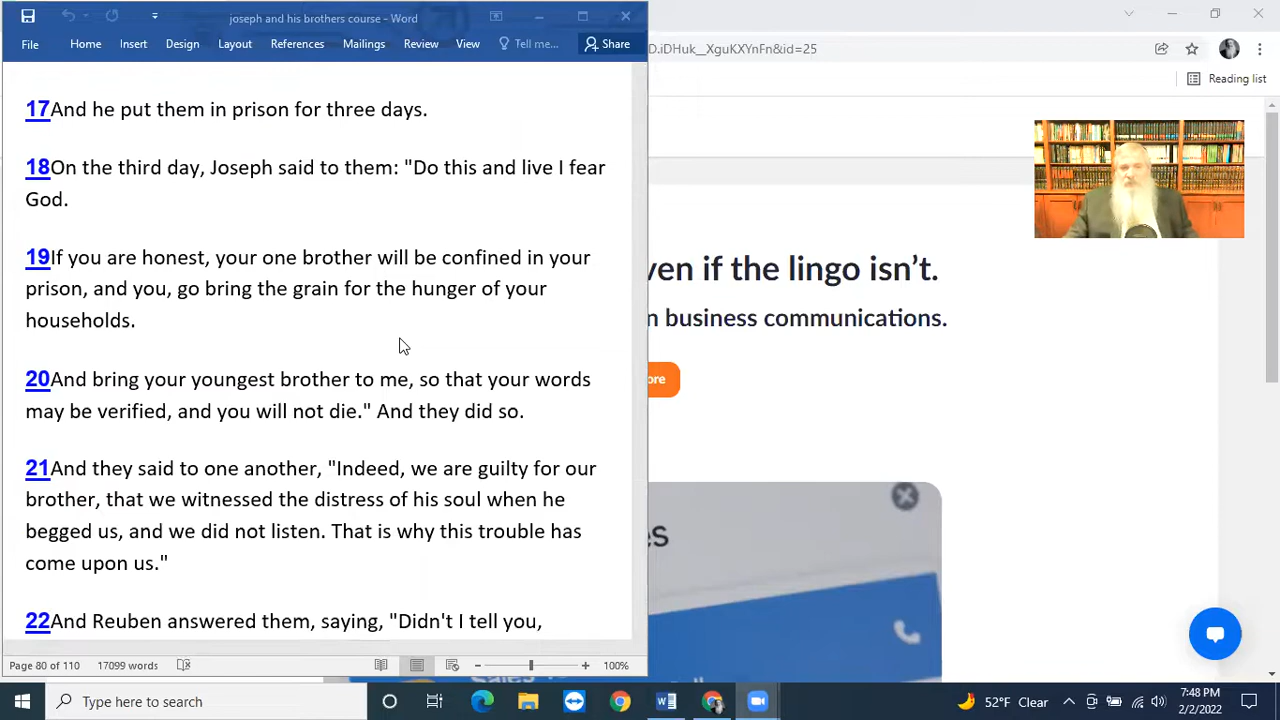 joseph and his brothers course – Word
File Home Insert Design Layout References Mailings Review View Tell me... Share
D.iDHuk__XguKXYnFn&id=25
Reading list
17And he put them in prison for three days.
18On the third day, Joseph said to them: "Do this and live I fear
God.
19If you are honest, your one brother will be confined in your
prison, and you, go bring the grain for the hunger of your
households.
20And bring your youngest brother to me, so that your words
may be verified, and you will not die." And they did so.
21And they said to one another, "Indeed, we are guilty for our
brother, that we witnessed the distress of his soul when he
begged us, and we did not listen. That is why this trouble has
come upon us."
22And Reuben answered them, saying, "Didn't I tell you,
ven if the lingo isn't.
n business communications.
ore
es
Page 80 of 110 17099 words 100%
Type here to search
52°F Clear
7:48 PM
2/2/2022